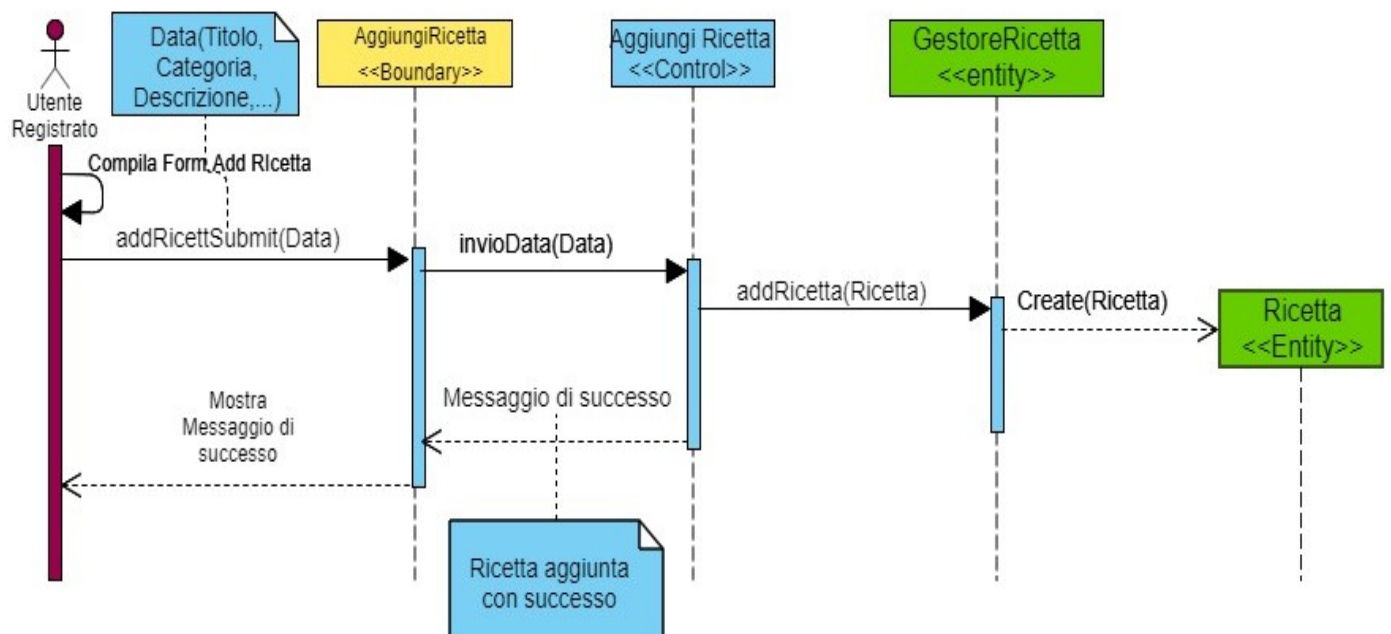 Utente
Registrato
Data(Titolo,
Categoria,
Descrizione,...)
AggiungiRicetta
<<Boundary>>
Aggiungi Ricetta
<<Control>>
GestoreRicetta
<<entity>>
Compila Form Add RIcetta
addRicettSubmit(Data)
invioData(Data)
addRicetta(Ricetta)
Create(Ricetta)
Ricetta
<<Entity>>
Messaggio di successo
Mostra
Messaggio di
successo
Ricetta aggiunta
con successo